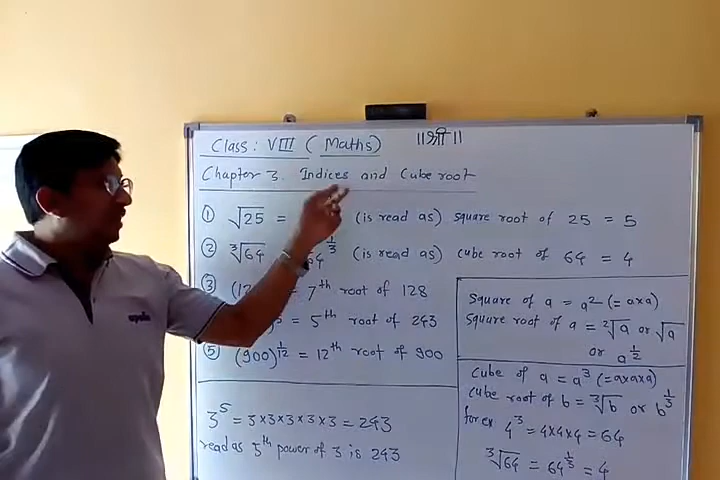 Class: VIII (Maths)
॥श्री॥
Chapter 3. Indices and Cube root
① √25 = (is read as) square root of 25 = 5
② ∛64 64^1/3 (is read as) cube root of 64 = 4
③ (12 7th root of 128
= 5th root of 243
⑤ (900)^1/12 = 12th root of 900
3^5 = 3×3×3×3×3 = 243
read as 5th power of 3 is 243
Square of a = a² (= a×a)
Square root of a = ²√a or √a
or a^1/2
Cube of a = a³ (= a×a×a)
Cube root of b = ∛b or b^1/3
for ex 4³ = 4×4×4 = 64
∛64 = 64^1/3 = 4